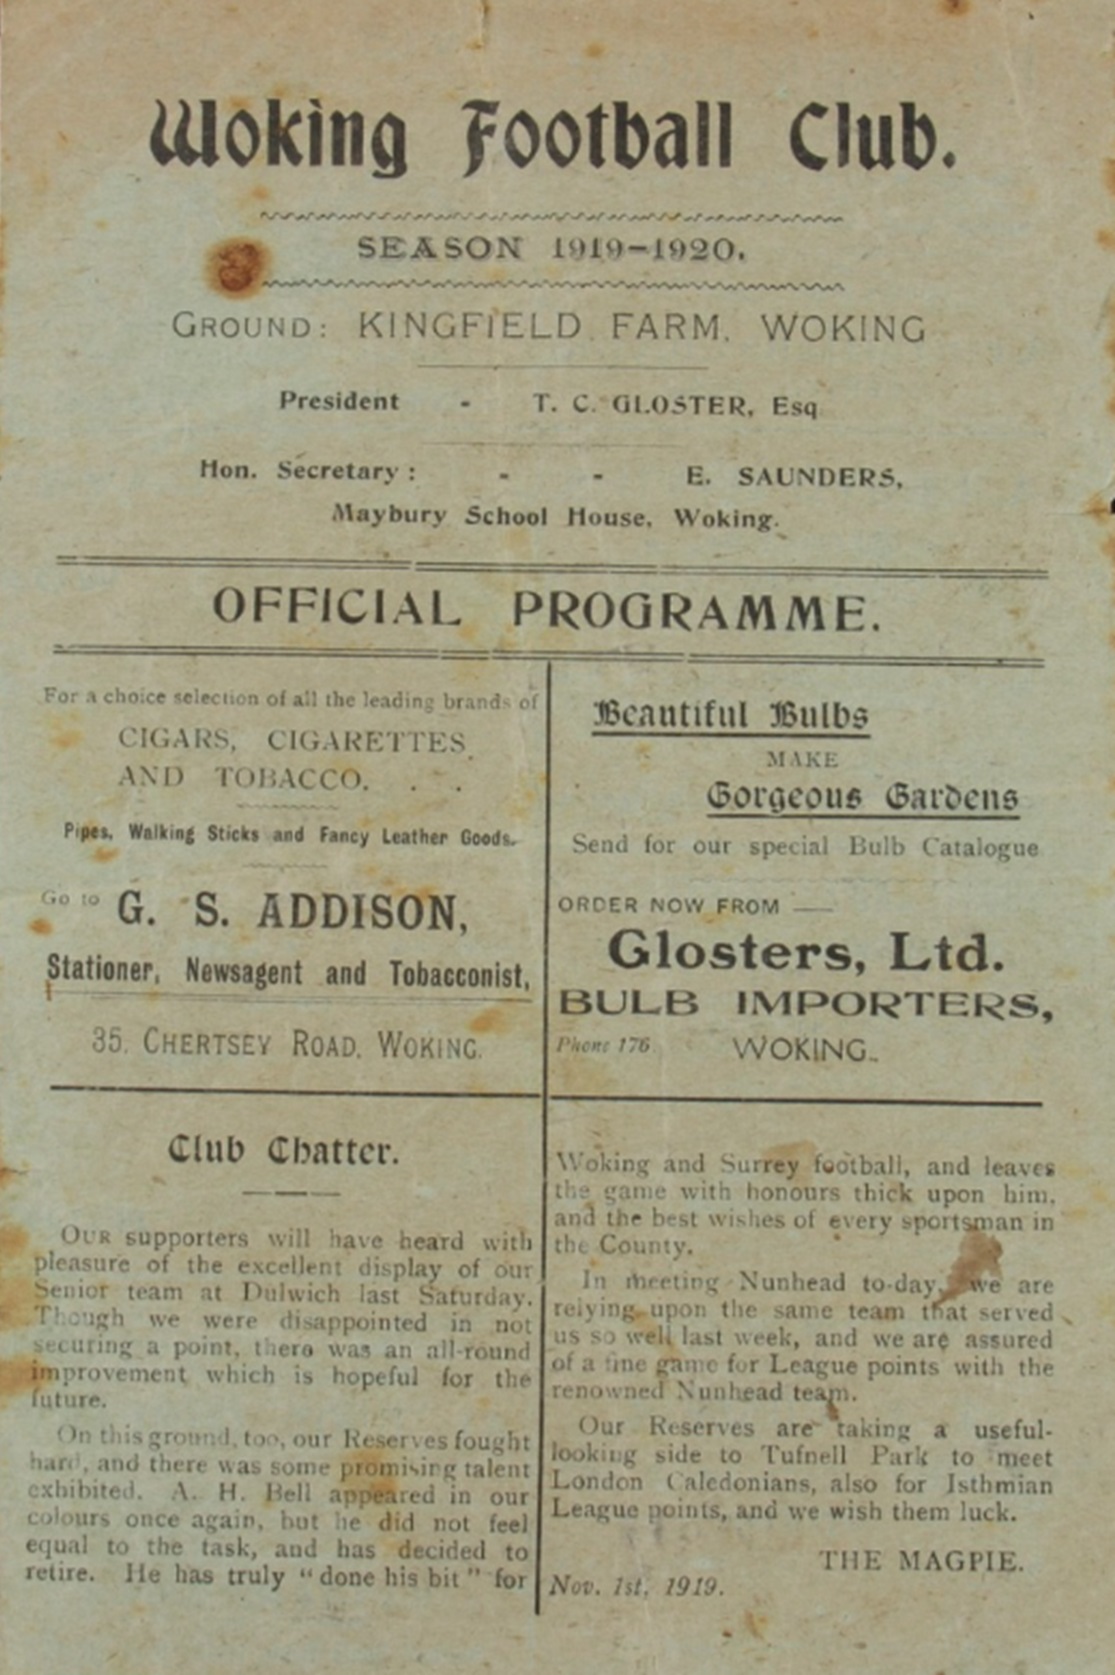 Woking Football Club.
SEASON 1919-1920.
GROUND: KINGFIELD FARM, WOKING
President - T. C. GLOSTER, Esq
Hon. Secretary: - - E. SAUNDERS,
Maybury School House, Woking.
OFFICIAL PROGRAMME.
For a choice selection of all the leading brands of
CIGARS, CIGARETTES
AND TOBACCO. . .
Pipes, Walking Sticks and Fancy Leather Goods.
Go to G. S. ADDISON,
Stationer, Newsagent and Tobacconist,
35, CHERTSEY ROAD, WOKING.
Beautiful Bulbs
MAKE
Gorgeous Gardens
Send for our special Bulb Catalogue
ORDER NOW FROM —
Glosters, Ltd.
BULB IMPORTERS,
Phone 176 WOKING.
Club Chatter.
OUR supporters will have heard with
pleasure of the excellent display of our
Senior team at Dulwich last Saturday.
Though we were disappointed in not
securing a point, there was an all-round
improvement which is hopeful for the
future.
On this ground, too, our Reserves fought
hard, and there was some promising talent
exhibited. A. H. Bell appeared in our
colours once again, but he did not feel
equal to the task, and has decided to
retire. He has truly "done his bit" for
Woking and Surrey football, and leaves
the game with honours thick upon him,
and the best wishes of every sportsman in
the County.
In meeting Nunhead to-day, we are
relying upon the same team that served
us so well last week, and we are assured
of a fine game for League points with the
renowned Nunhead team.
Our Reserves are taking a useful-
looking side to Tufnell Park to meet
London Caledonians, also for Isthmian
League points, and we wish them luck.
THE MAGPIE.
Nov. 1st, 1919.